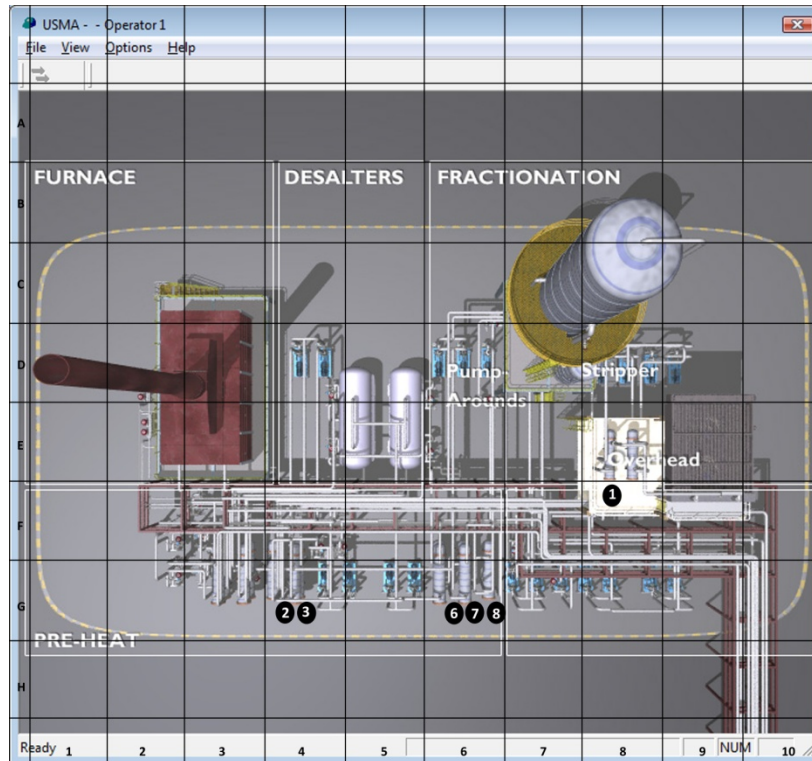 USMA - - Operator 1
File View Options Help
A
FURNACE DESALTERS FRACTIONATION
B
C
D
Pump-
Arounds
Stripper
E
Overhead
1
F
G
2 3 6 7 8
PRE-HEAT
H
Ready
NUM
1 2 3 4 5 6 7 8 9 10